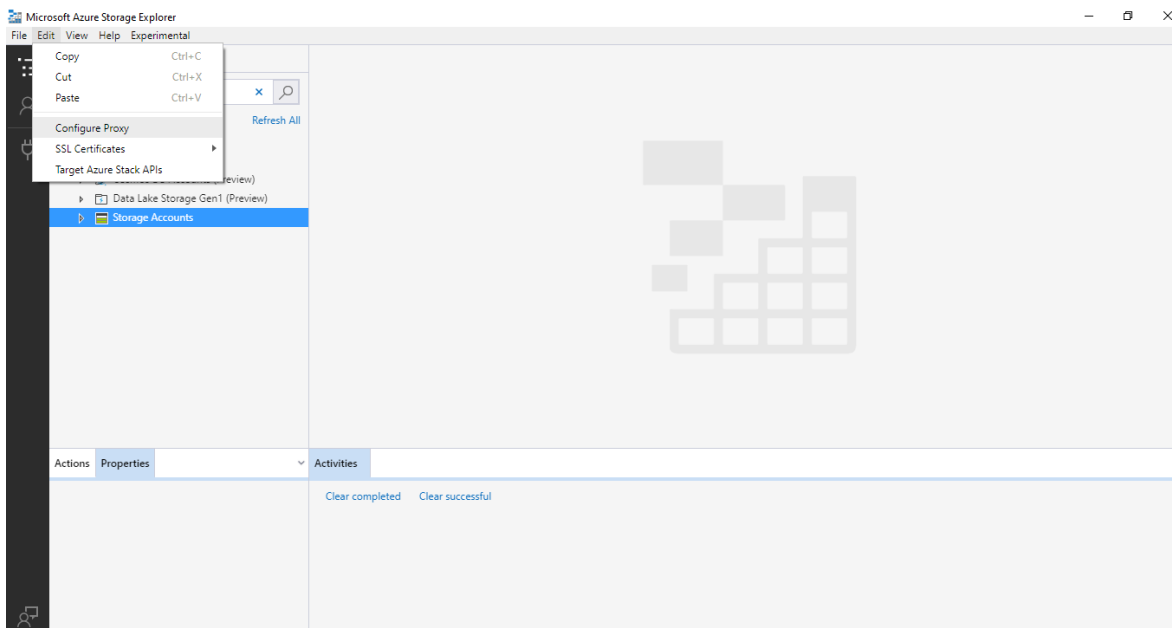 Microsoft Azure Storage Explorer
File Edit View Help Experimental
Copy Ctrl+C
Cut Ctrl+X
Paste Ctrl+V
Configure Proxy
SSL Certificates
Target Azure Stack APIs
Refresh All
Data Lake Storage Gen1 (Preview)
Storage Accounts
Actions Properties
Activities
Clear completed Clear successful